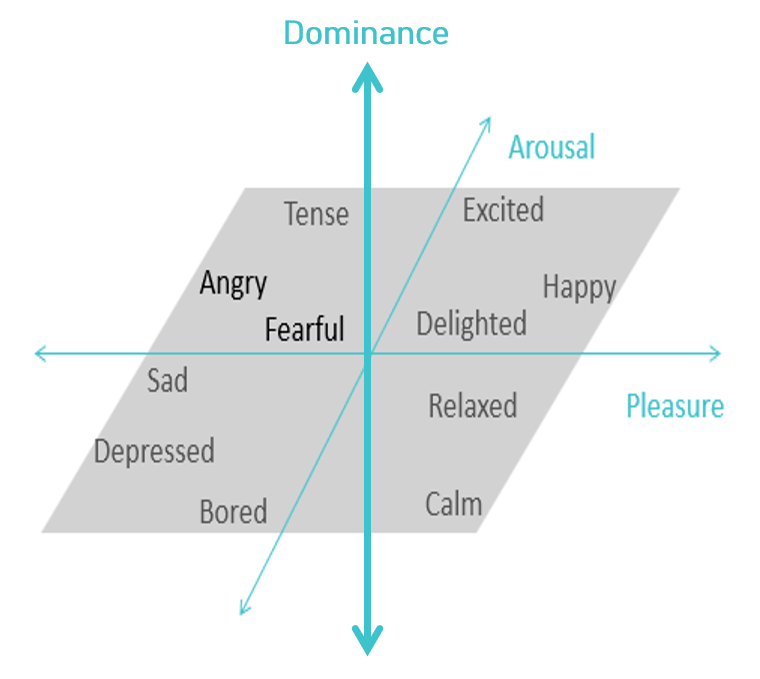 Dominance
Arousal
Tense
Excited
Angry
Happy
Fearful
Delighted
Sad
Relaxed
Pleasure
Depressed
Bored
Calm